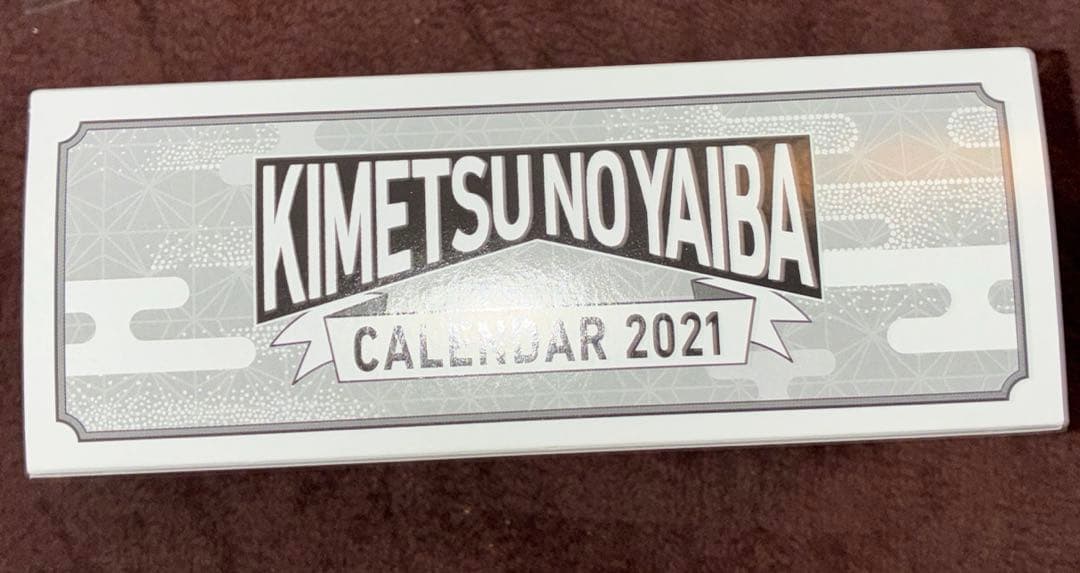 KIMETSU NO YAIBA
CALENDAR 2021